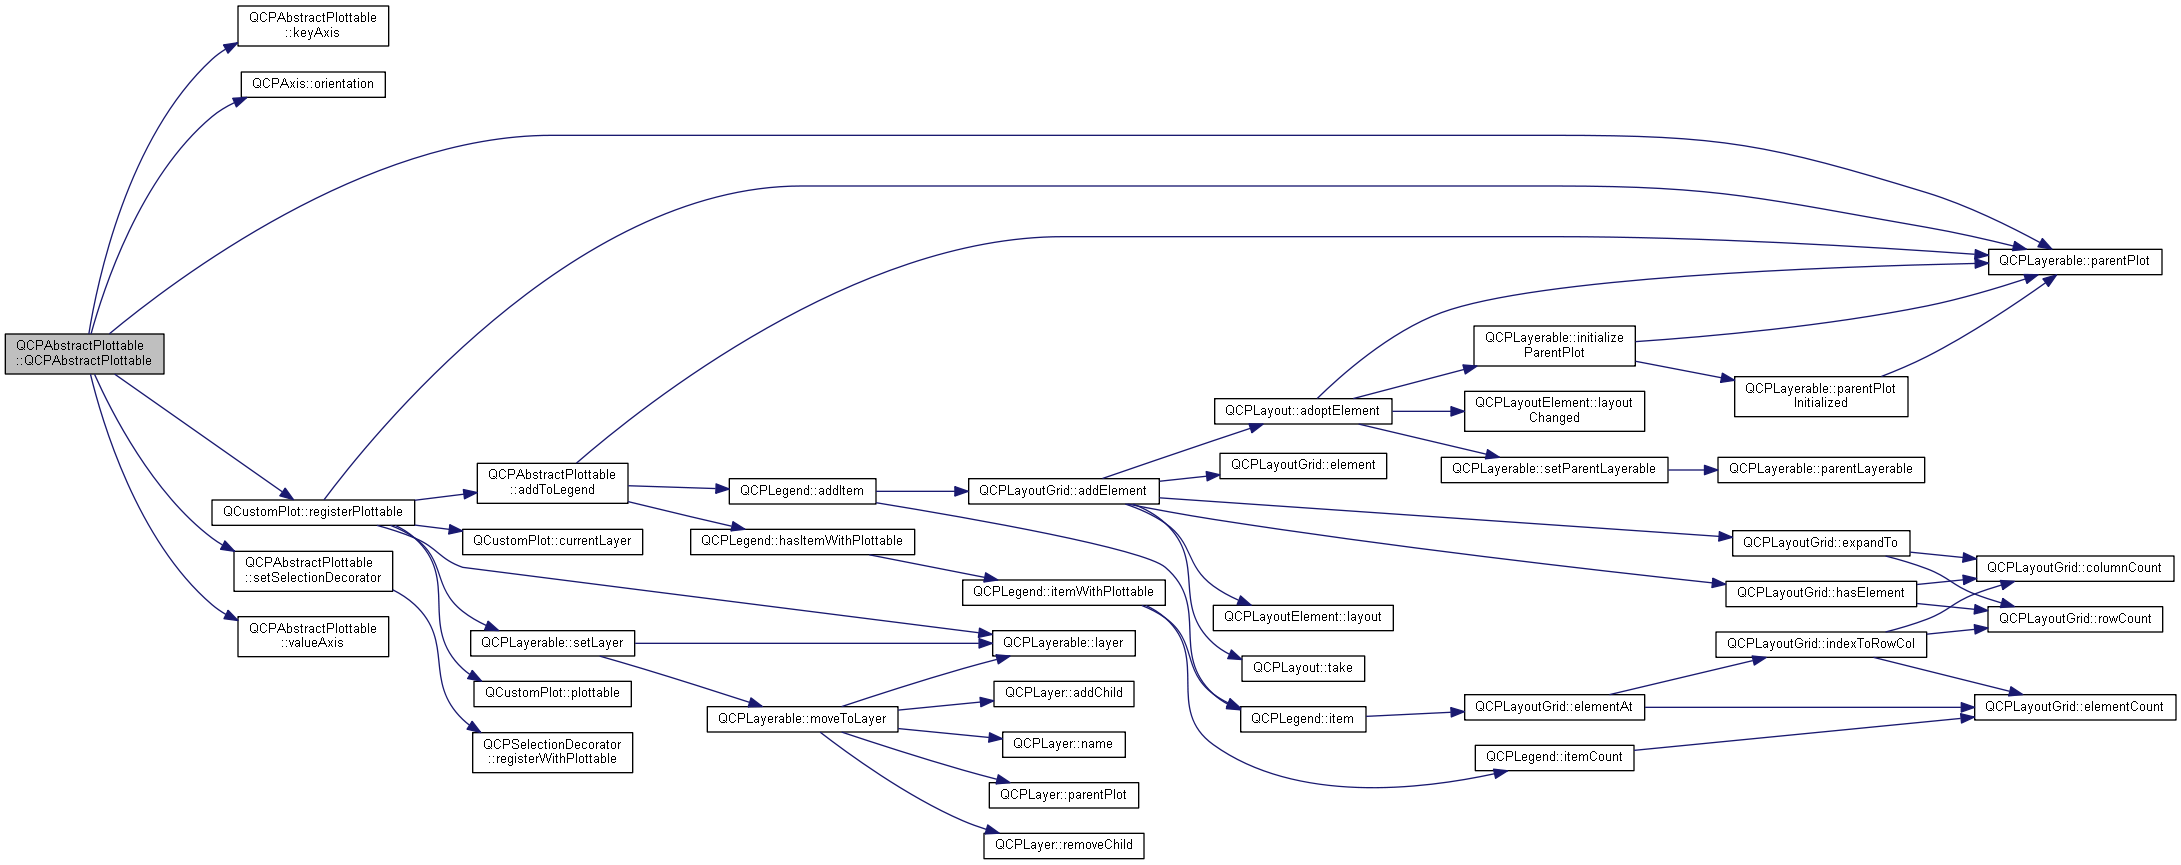 QCPAbstractPlottable
::keyAxis
QCPAxis::orientation
QCPLayerable::parentPlot
QCPAbstractPlottable
::QCPAbstractPlottable
QCPLayerable::initialize
ParentPlot
QCPLayerable::parentPlot
Initialized
QCPLayout::adoptElement
QCPLayoutElement::layout
Changed
QCPLayerable::setParentLayerable
QCPLayerable::parentLayerable
QCPLayoutGrid::element
QCPAbstractPlottable
::addToLegend
QCPLegend::addItem
QCPLayoutGrid::addElement
QCustomPlot::registerPlottable
QCustomPlot::currentLayer
QCPLegend::hasItemWithPlottable
QCPLayoutGrid::expandTo
QCPLayoutGrid::columnCount
QCPAbstractPlottable
::setSelectionDecorator
QCPLegend::itemWithPlottable
QCPLayoutGrid::hasElement
QCPLayoutElement::layout
QCPLayoutGrid::rowCount
QCPAbstractPlottable
::valueAxis
QCPLayerable::setLayer
QCPLayerable::layer
QCPLayoutGrid::indexToRowCol
QCPLayout::take
QCustomPlot::plottable
QCPLayer::addChild
QCPLayerable::moveToLayer
QCPLegend::item
QCPLayoutGrid::elementAt
QCPLayoutGrid::elementCount
QCPLayer::name
QCPSelectionDecorator
::registerWithPlottable
QCPLegend::itemCount
QCPLayer::parentPlot
QCPLayer::removeChild